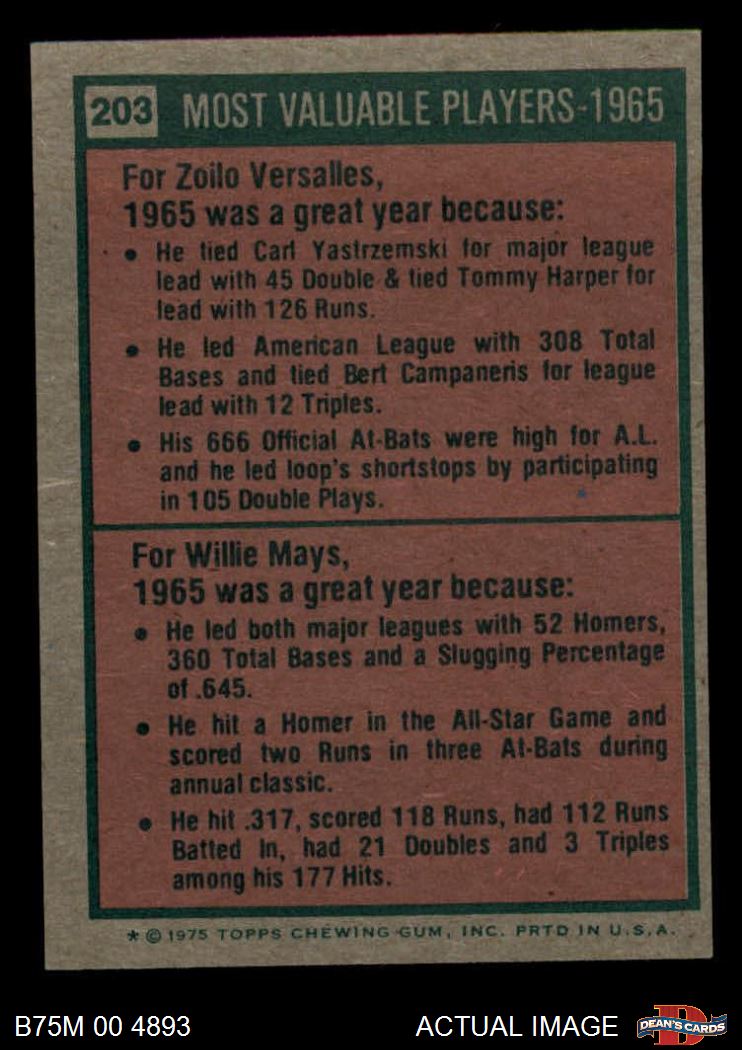 203 MOST VALUABLE PLAYERS-1965
For Zoilo Versalles,
1965 was a great year because:
• He tied Carl Yastrzemski for major league
lead with 45 Double & tied Tommy Harper for
lead with 126 Runs.
• He led American League with 308 Total
Bases and tied Bert Campaneris for league
lead with 12 Triples.
• His 666 Official At-Bats were high for A.L.
and he led loop's shortstops by participating
in 105 Double Plays.
For Willie Mays,
1965 was a great year because:
• He led both major leagues with 52 Homers,
360 Total Bases and a Slugging Percentage
of .645.
• He hit a Homer in the All-Star Game and
scored two Runs in three At-Bats during
annual classic.
• He hit .317, scored 118 Runs, had 112 Runs
Batted In, had 21 Doubles and 3 Triples
among his 177 Hits.
* © 1975 TOPPS CHEWING GUM, INC. PRTD IN U.S.A.
B75M 00 4893 ACTUAL IMAGE DEAN'S CARDS